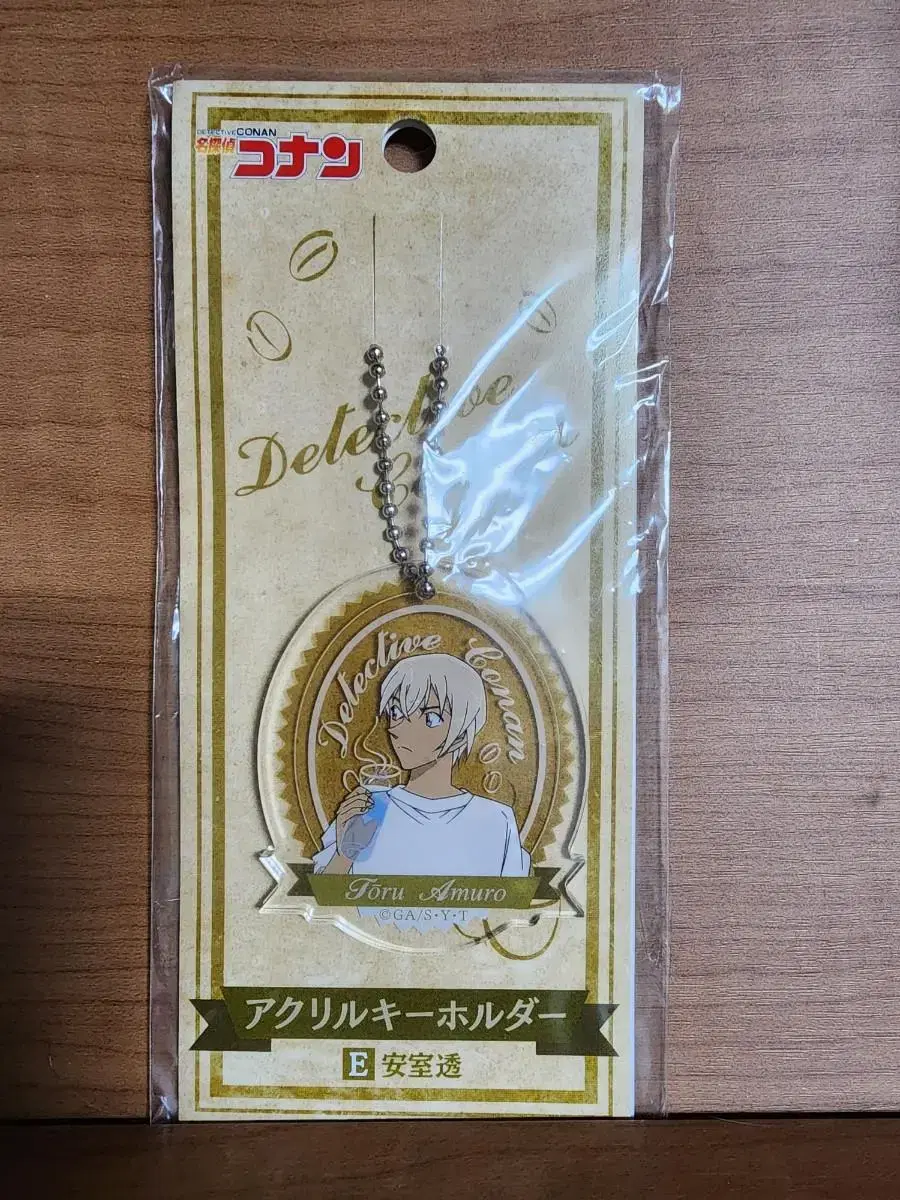 DETECTIVE CONAN
名探偵
コナン
Detective
Detective Conan
Tōru Amuro
©GA/S・Y・T
アクリルキーホルダー
E 安室透